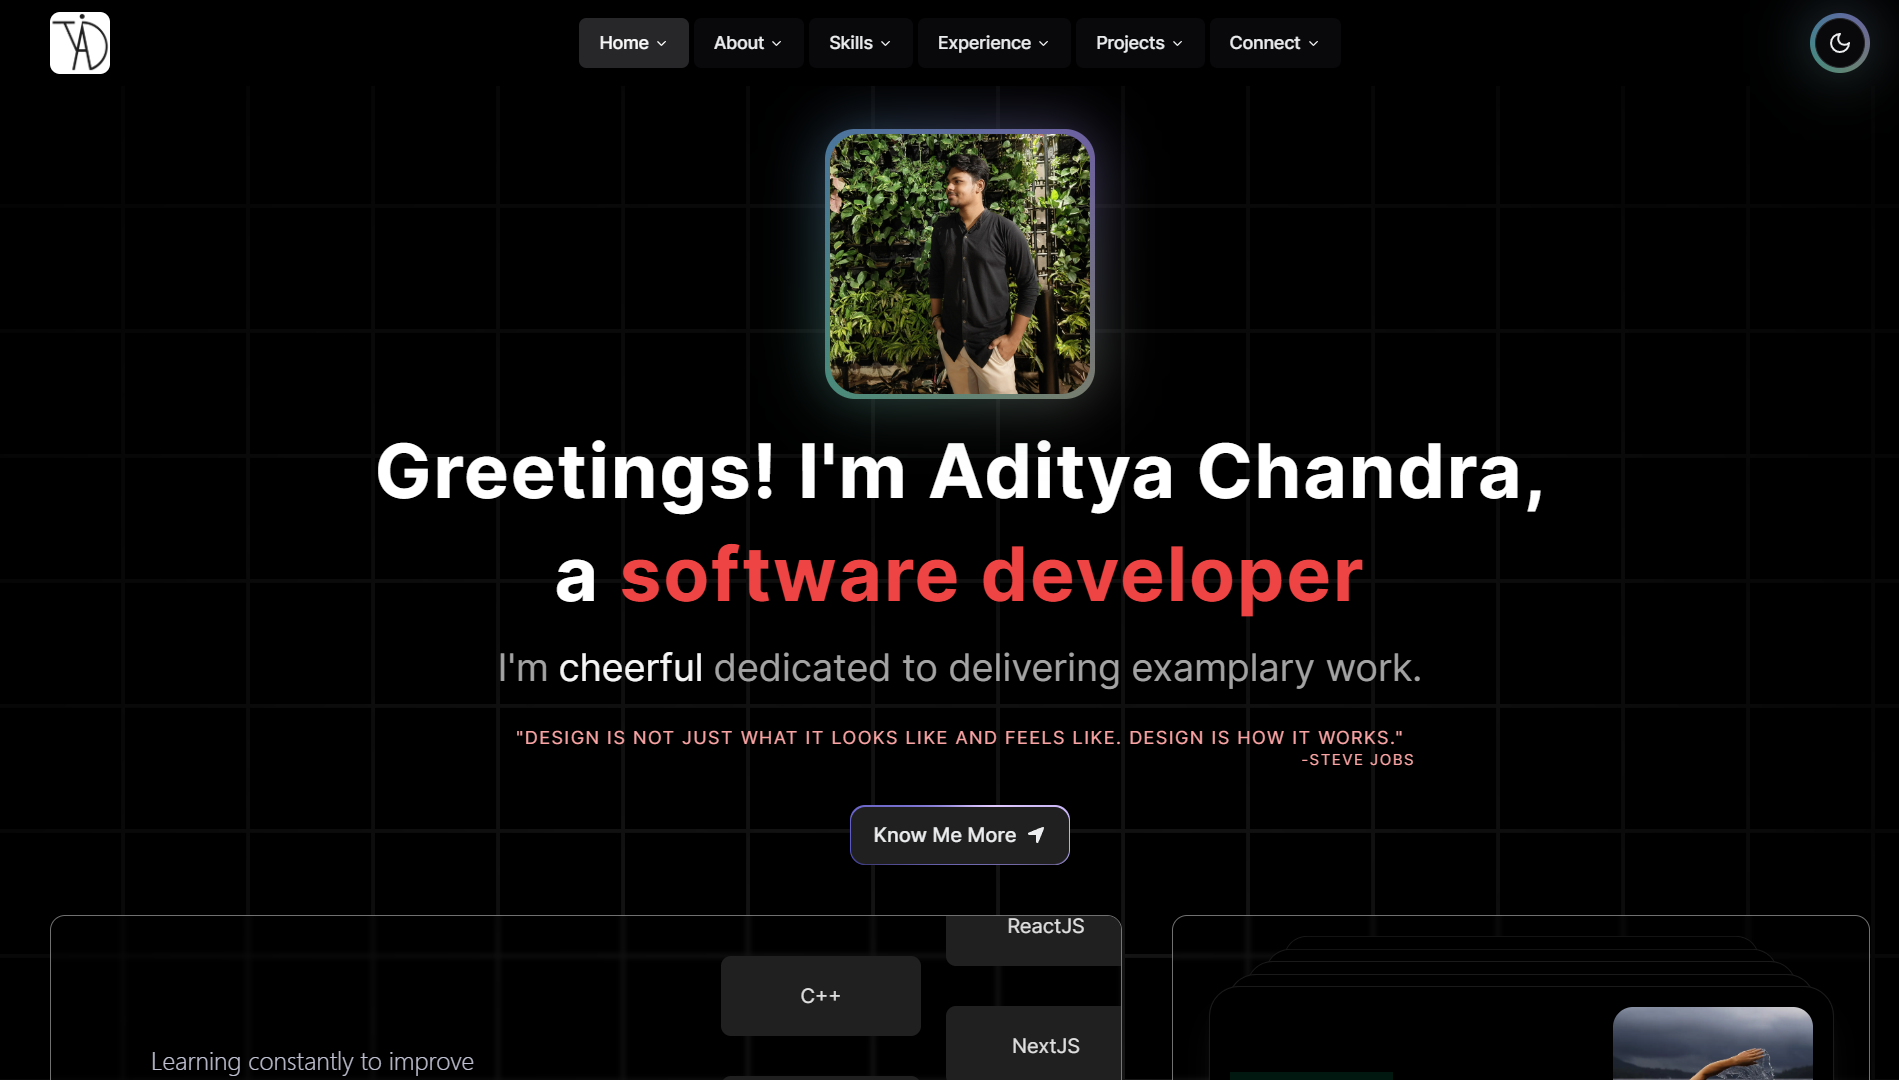 Home
About
Skills
Experience
Projects
Connect
Greetings! I'm Aditya Chandra,
a software developer
I'm cheerful dedicated to delivering examplary work.
"DESIGN IS NOT JUST WHAT IT LOOKS LIKE AND FEELS LIKE. DESIGN IS HOW IT WORKS."
-STEVE JOBS
Know Me More
ReactJS
C++
NextJS
Learning constantly to improve